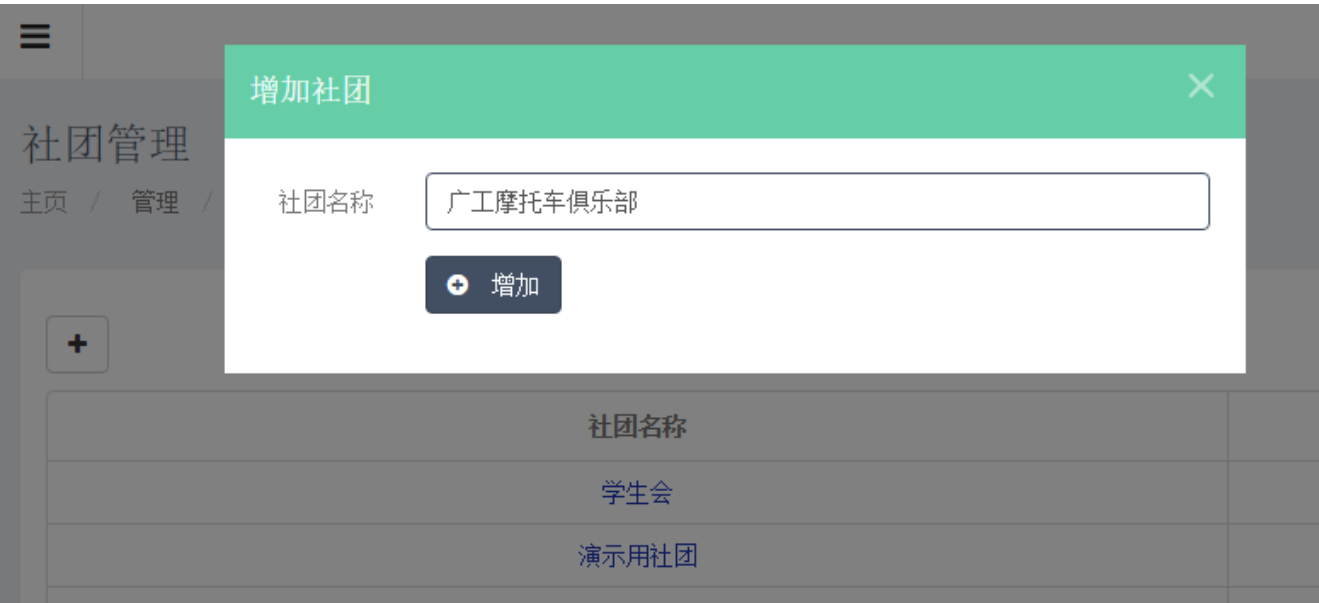 增加社团
社团管理
主页 / 管理 /
社团名称 广工摩托车俱乐部
增加
社团名称
学生会
演示用社团